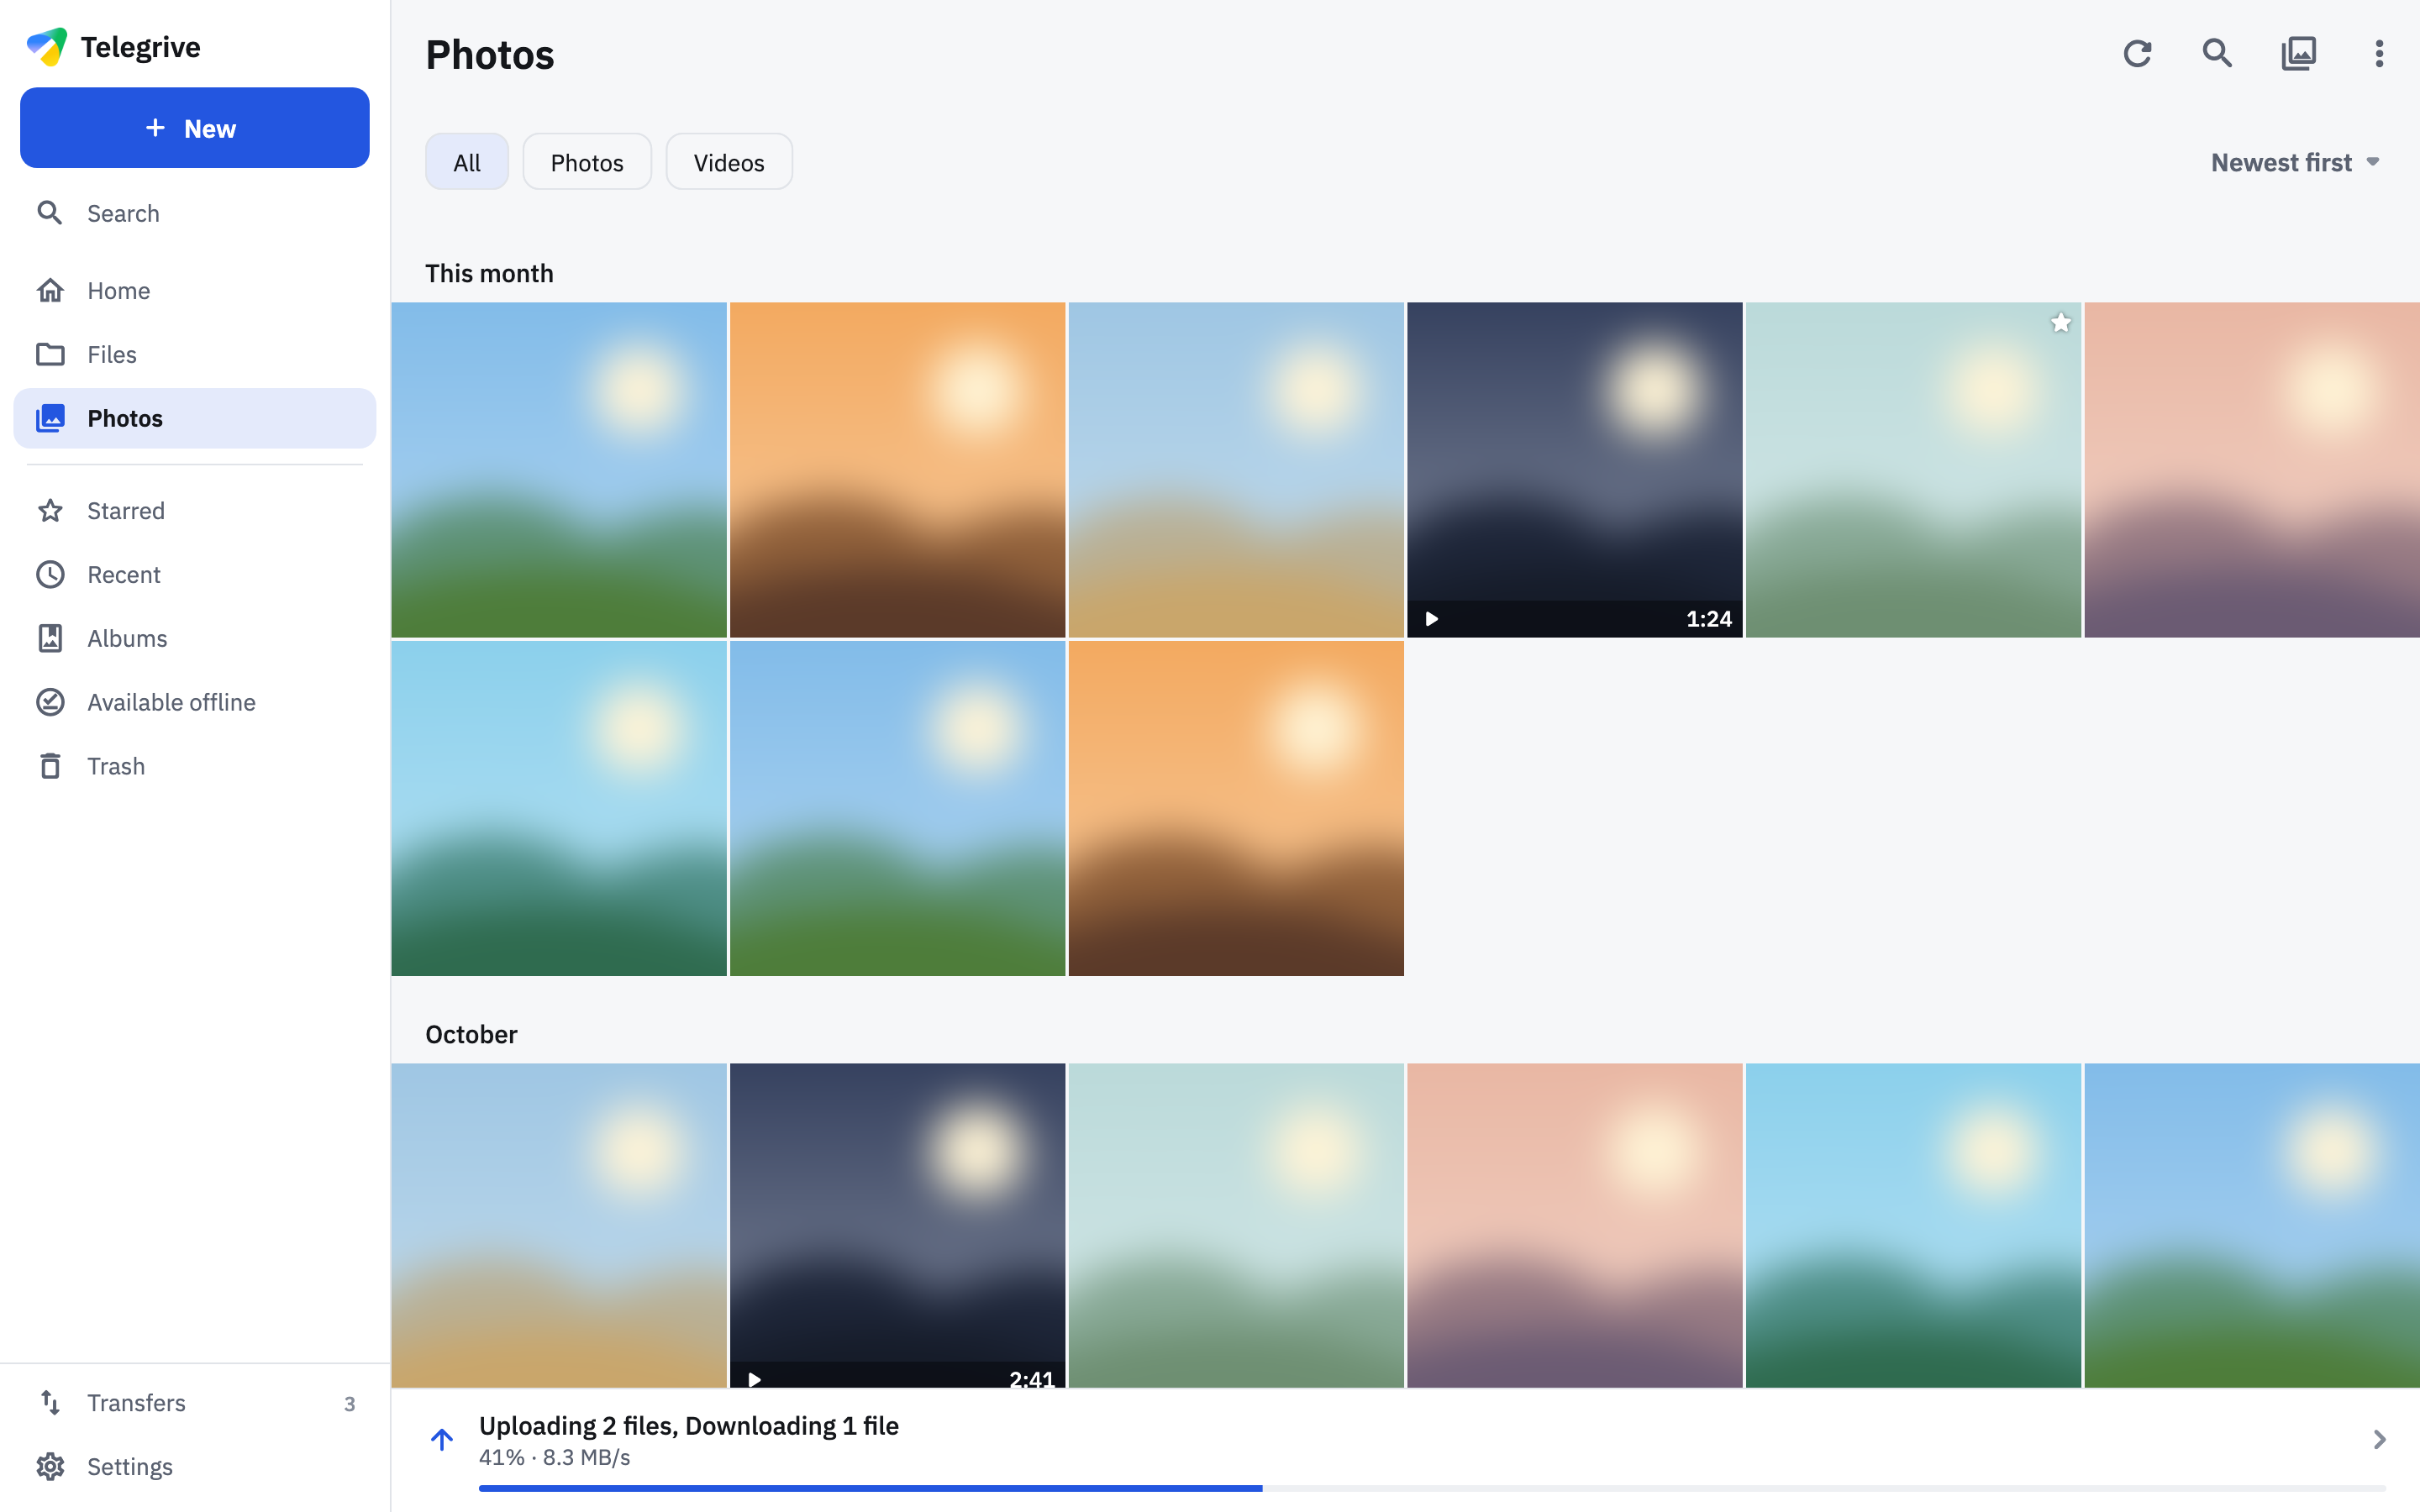 Telegrive
New
Search
Home
Files
Photos
Starred
Recent
Albums
Available offline
Trash
Transfers 3
Settings
Photos
All Photos Videos
Newest first
This month
1:24
October
2:41
Uploading 2 files, Downloading 1 file
41% · 8.3 MB/s